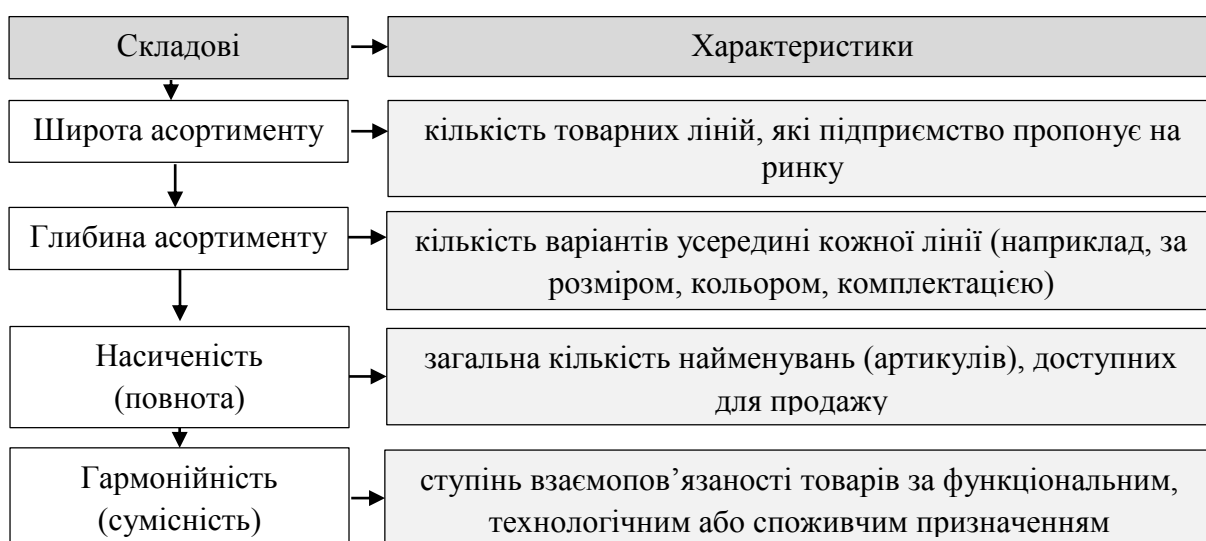 Складові
Характеристики
Широта асортименту
кількість товарних ліній, які підприємство пропонує на
ринку
Глибина асортименту
кількість варіантів усередині кожної лінії (наприклад, за
розміром, кольором, комплектацією)
Насиченість
(повнота)
загальна кількість найменувань (артикулів), доступних
для продажу
Гармонійність
(сумісність)
ступінь взаємопов’язаності товарів за функціональним,
технологічним або споживчим призначенням